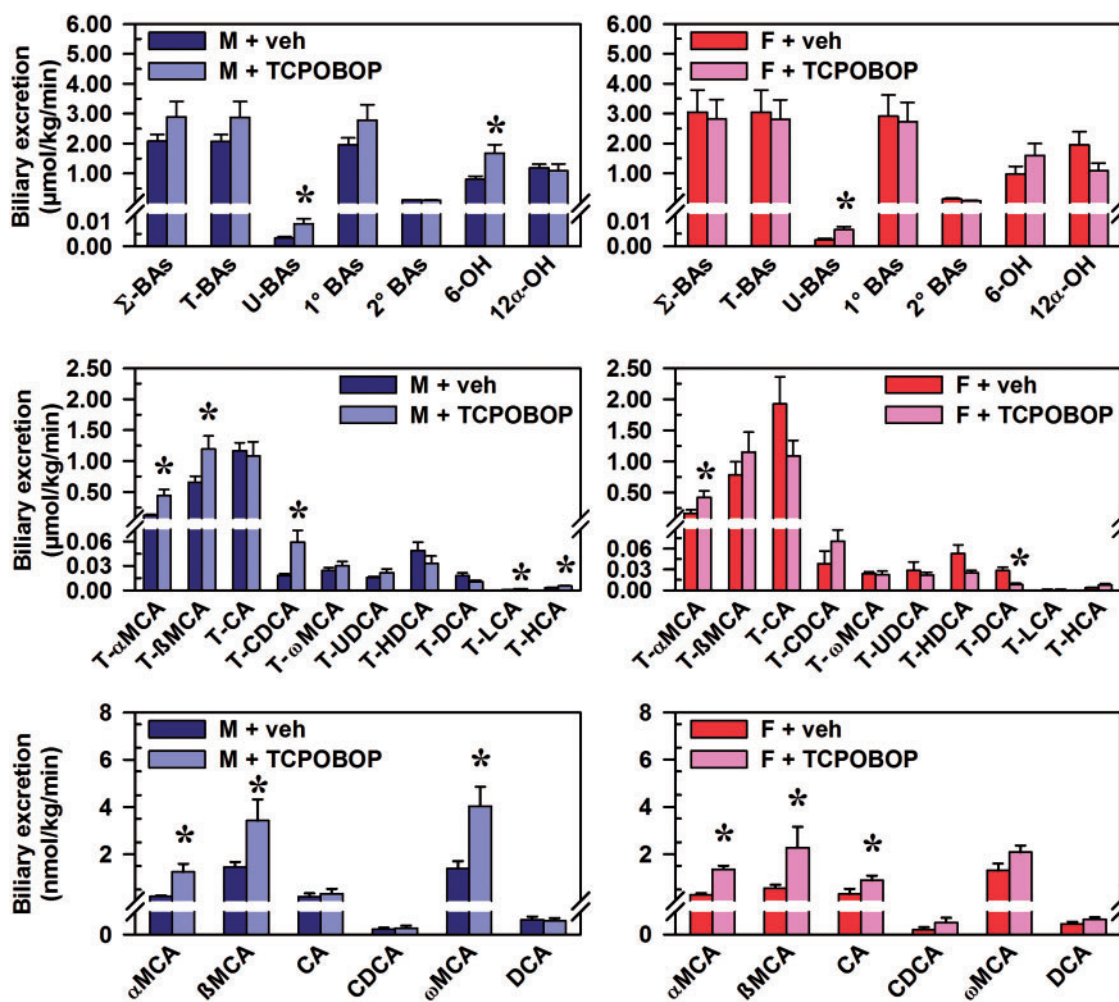 6.00
5.00
4.00
3.00
2.00
1.00
0.01
0.00
Biliary excretion
(µmol/kg/min)
M + veh
M + TCPOBOP
*
*
Σ-BAs
T-BAs
U-BAs
1° BAs
2° BAs
6-OH
12α-OH
6.00
5.00
4.00
3.00
2.00
1.00
0.01
0.00
F + veh
F + TCPOBOP
*
Σ-BAs
T-BAs
U-BAs
1° BAs
2° BAs
6-OH
12α-OH
2.50
2.00
1.50
1.00
0.50
0.06
0.03
0.00
Biliary excretion
(µmol/kg/min)
M + veh
M + TCPOBOP
*
*
*
*
*
T-αMCA
T-ßMCA
T-CA
T-CDCA
T-ωMCA
T-UDCA
T-HDCA
T-DCA
T-LCA
T-HCA
2.50
2.00
1.50
1.00
0.50
0.06
0.03
0.00
F + veh
F + TCPOBOP
*
*
T-αMCA
T-ßMCA
T-CA
T-CDCA
T-ωMCA
T-UDCA
T-HDCA
T-DCA
T-LCA
T-HCA
8
6
4
2
0
Biliary excretion
(nmol/kg/min)
M + veh
M + TCPOBOP
*
*
*
αMCA
ßMCA
CA
CDCA
ωMCA
DCA
8
6
4
2
0
F + veh
F + TCPOBOP
*
*
*
αMCA
ßMCA
CA
CDCA
ωMCA
DCA